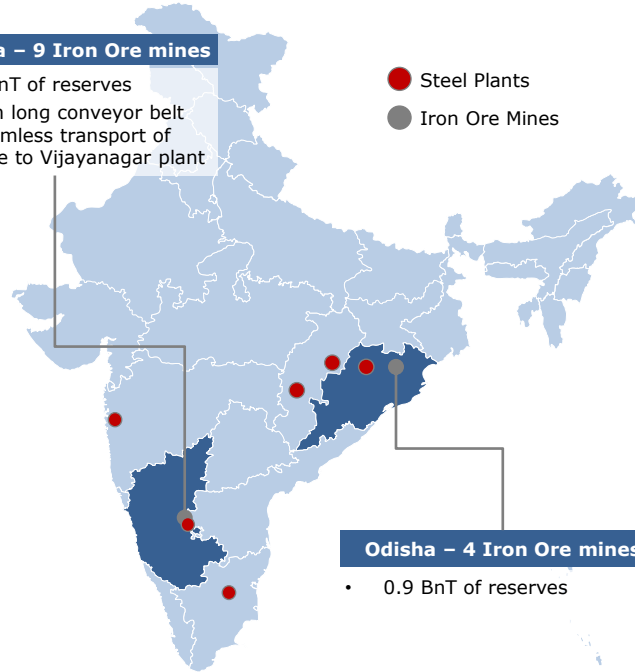 a – 9 Iron Ore mines
nT of reserves
long conveyor belt
mless transport of
e to Vijayanagar plant
Steel Plants
Iron Ore Mines
Odisha – 4 Iron Ore mines
• 0.9 BnT of reserves